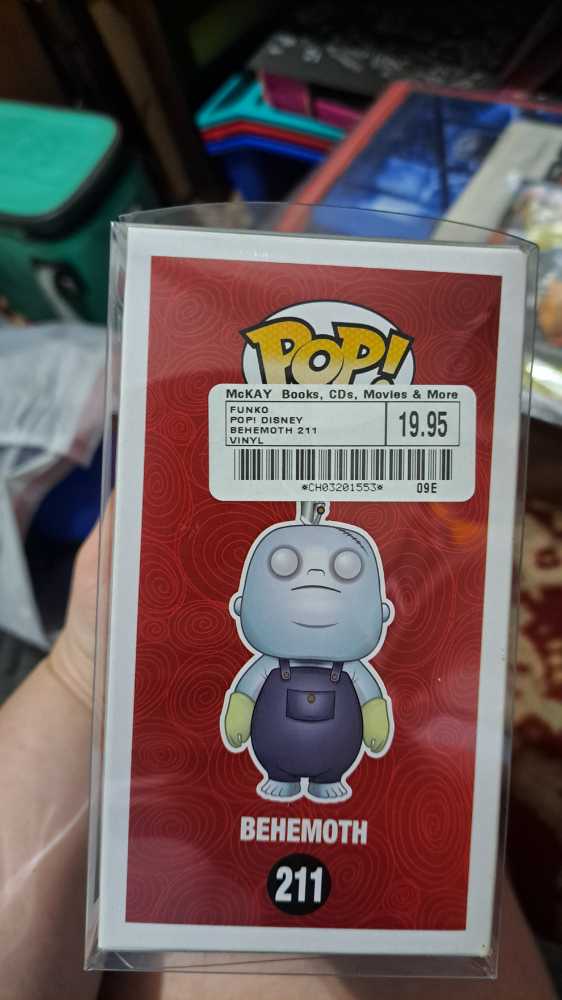 POP!
McKAY Books, CDs, Movies & More
FUNKO
POP! DISNEY
BEHEMOTH 211
VINYL
19.95
*CH03201553* 09E
BEHEMOTH
211